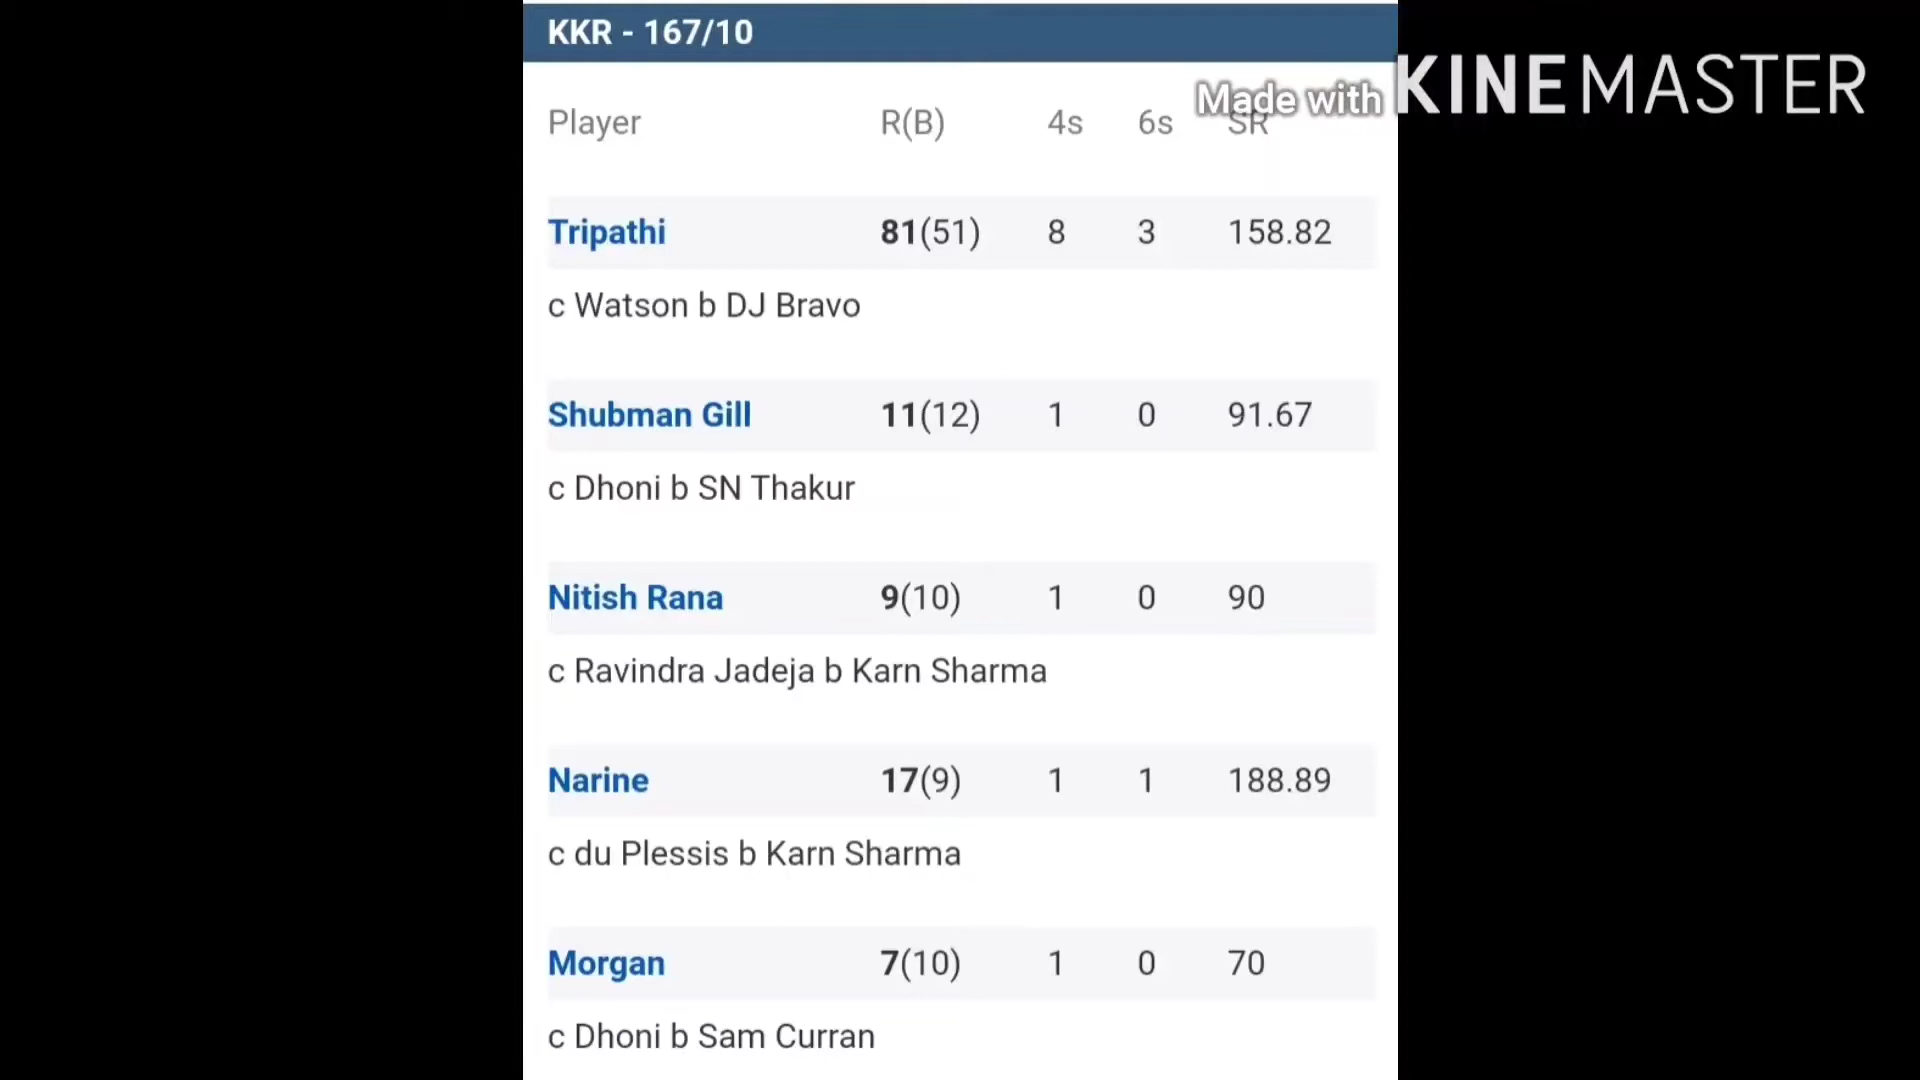 KKR - 167/10
Made with KINEMASTER
Player R(B) 4s 6s SR
Tripathi 81(51) 8 3 158.82
c Watson b DJ Bravo
Shubman Gill 11(12) 1 0 91.67
c Dhoni b SN Thakur
Nitish Rana 9(10) 1 0 90
c Ravindra Jadeja b Karn Sharma
Narine 17(9) 1 1 188.89
c du Plessis b Karn Sharma
Morgan 7(10) 1 0 70
c Dhoni b Sam Curran